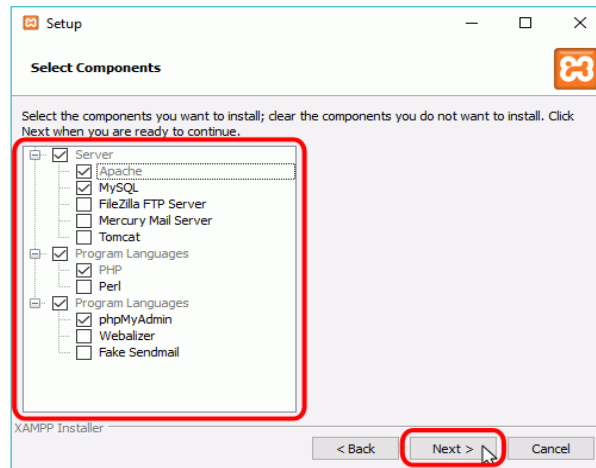 Setup
Select Components
Select the components you want to install; clear the components you do not want to install. Click
Next when you are ready to continue.
Server
Apache
MySQL
FileZilla FTP Server
Mercury Mail Server
Tomcat
Program Languages
PHP
Perl
Program Languages
phpMyAdmin
Webalizer
Fake Sendmail
XAMPP Installer
< Back Next > Cancel